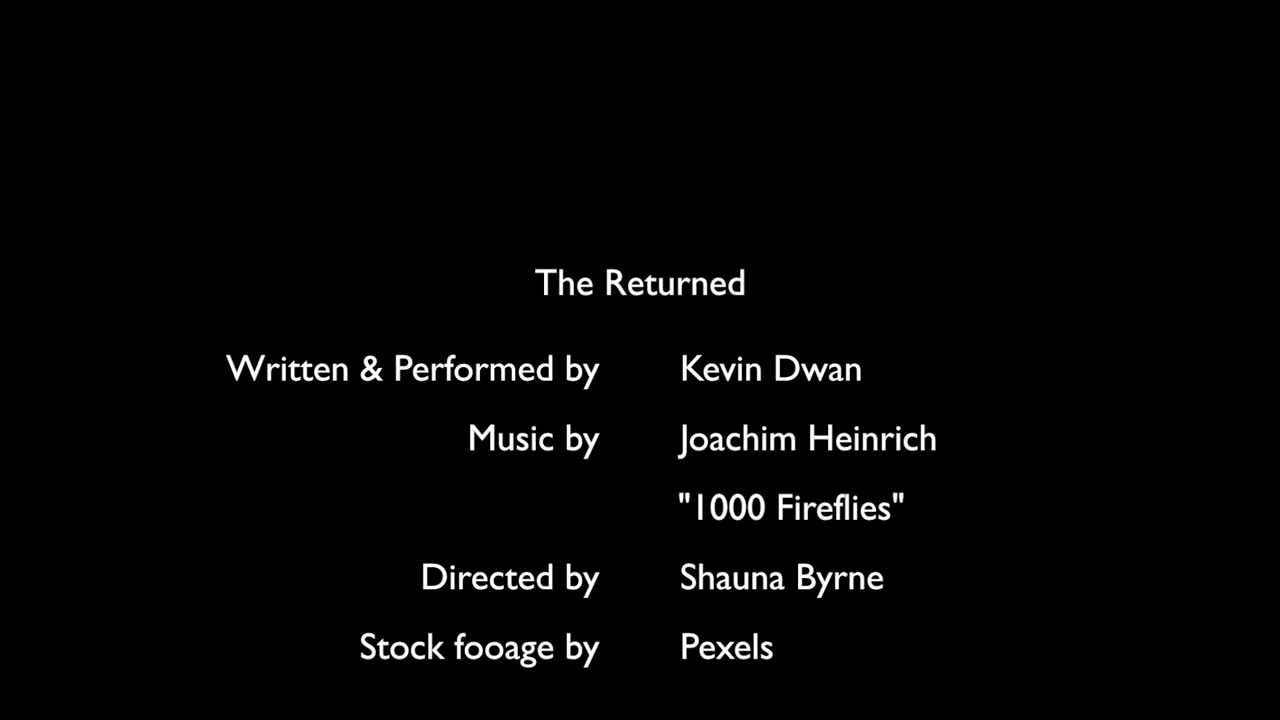 The Returned
Written & Performed by Kevin Dwan
Music by Joachim Heinrich
"1000 Fireflies"
Directed by Shauna Byrne
Stock fooage by Pexels